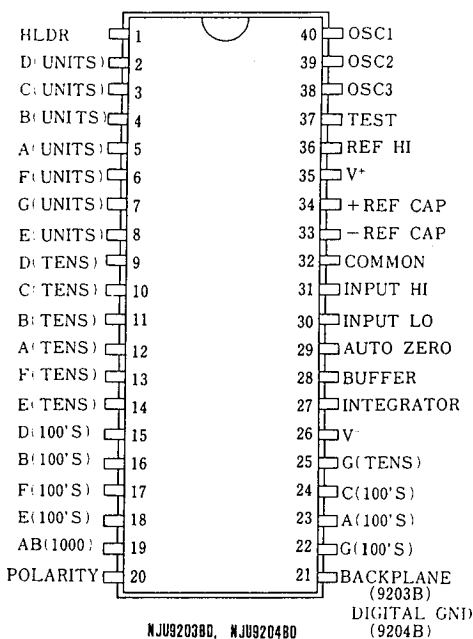 HLDR 1 40 OSC1
D(UNITS) 2 39 OSC2
C(UNITS) 3 38 OSC3
B(UNITS) 4 37 TEST
A(UNITS) 5 36 REF HI
F(UNITS) 6 35 V+
G(UNITS) 7 34 +REF CAP
E(UNITS) 8 33 -REF CAP
D(TENS) 9 32 COMMON
C(TENS) 10 31 INPUT HI
B(TENS) 11 30 INPUT LO
A(TENS) 12 29 AUTO ZERO
F(TENS) 13 28 BUFFER
E(TENS) 14 27 INTEGRATOR
D(100'S) 15 26 V-
B(100'S) 16 25 G(TENS)
F(100'S) 17 24 C(100'S)
E(100'S) 18 23 A(100'S)
AB(1000) 19 22 G(100'S)
POLARITY 20 21 BACKPLANE
(9203B)
DIGITAL GND
(9204B)
NJU9203BD, NJU9204BD